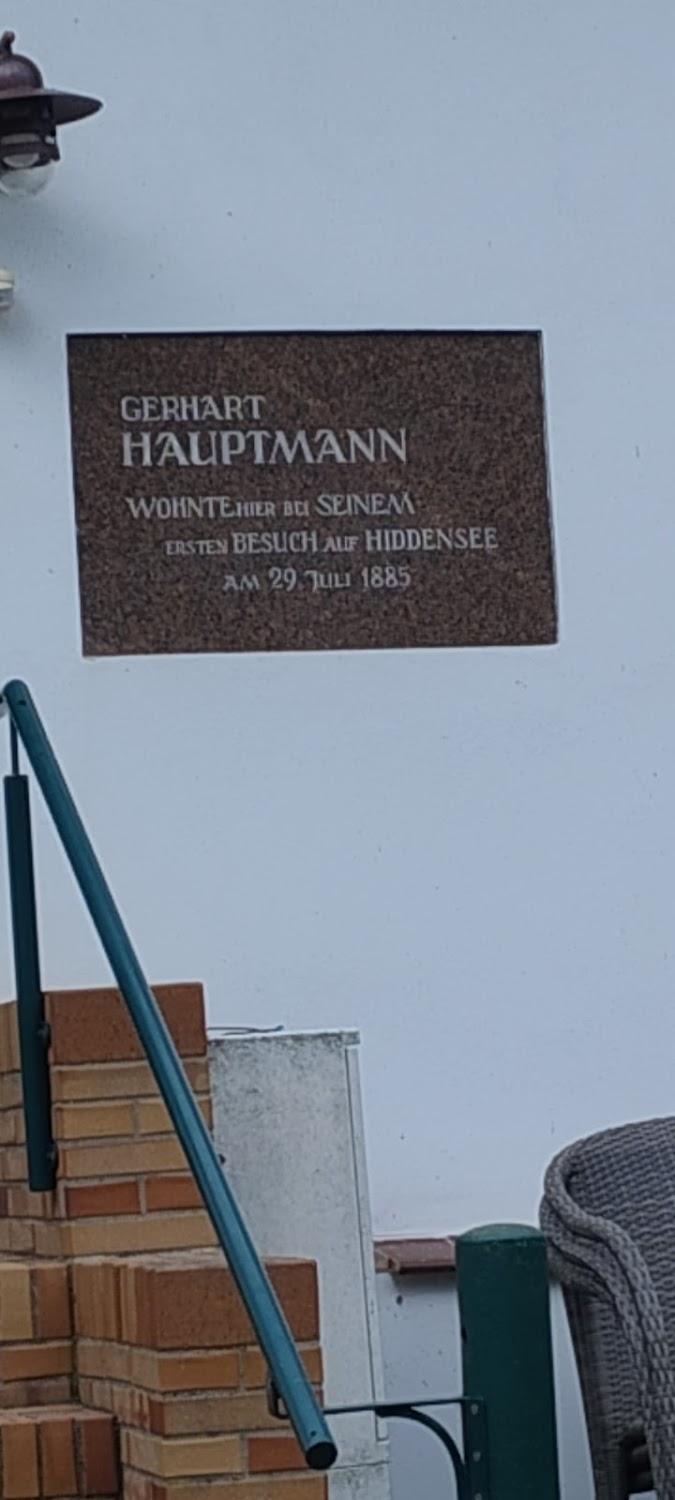 GERHART
HAUPTMANN
WOHNTE HIER BEI SEINEM
ERSTEN BESUCH AUF HIDDENSEE
AM 29. JULI 1885